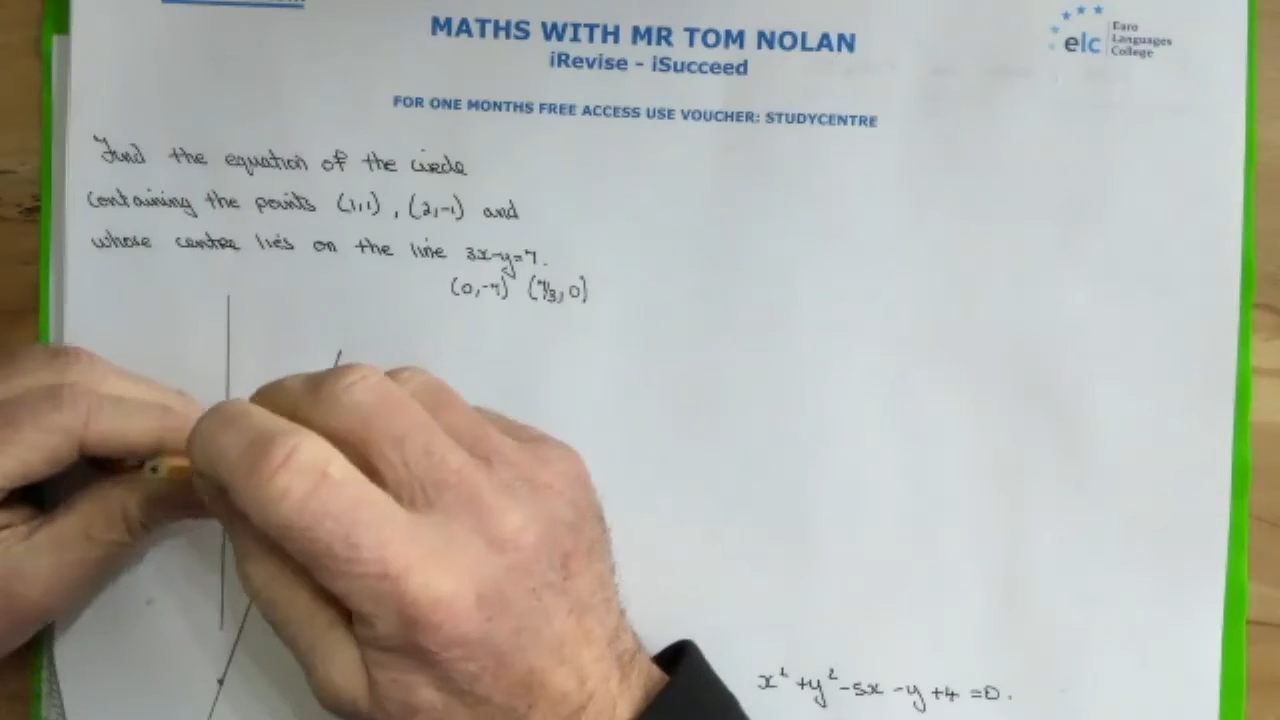 MATHS WITH MR TOM NOLAN
iRevise - iSucceed
elc Euro
Languages
College
FOR ONE MONTHS FREE ACCESS USE VOUCHER: STUDYCENTRE
Find the equation of the circle
containing the points (1,1), (2,-1) and
whose centre lies on the line 3x-y=7.
(0,-7) (7/3, 0)
x² + y² - 5x - y + 4 = 0.